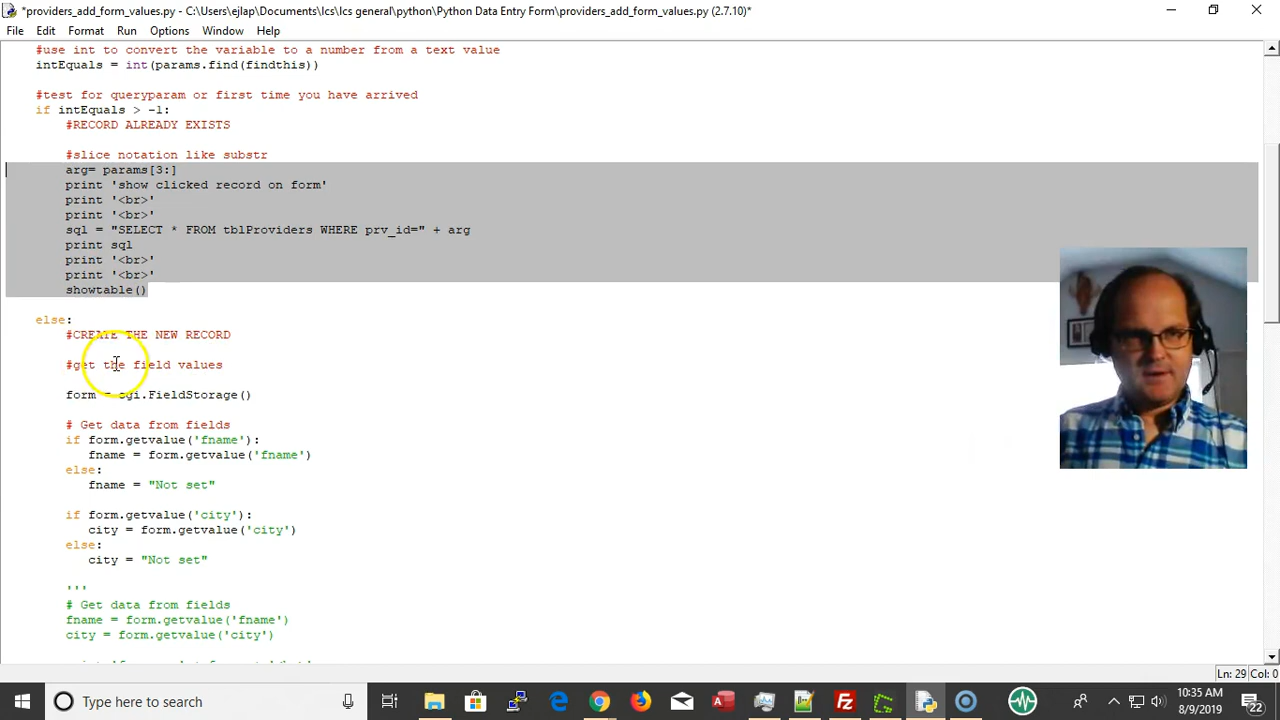 *providers_add_form_values.py - C:\Users\ejlap\Documents\lcs\lcs general\python\Python Data Entry Form\providers_add_form_values.py (2.7.10)*
File Edit Format Run Options Window Help
#use int to convert the variable to a number from a text value
intEquals = int(params.find(findthis))
#test for queryparam or first time you have arrived
if intEquals > -1:
#RECORD ALREADY EXISTS
#slice notation like substr
arg= params[3:]
print 'show clicked record on form'
print '<br>'
print '<br>'
sql = "SELECT * FROM tblProviders WHERE prv_id=" + arg
print sql
print '<br>'
print '<br>'
showtable()
else:
#CREATE THE NEW RECORD
#get the field values
form = cgi.FieldStorage()
# Get data from fields
if form.getvalue('fname'):
fname = form.getvalue('fname')
else:
fname = "Not set"
if form.getvalue('city'):
city = form.getvalue('city')
else:
city = "Not set"
'''
# Get data from fields
fname = form.getvalue('fname')
city = form.getvalue('city')
Ln: 29 Col: 0
Type here to search
10:35 AM
8/9/2019
22